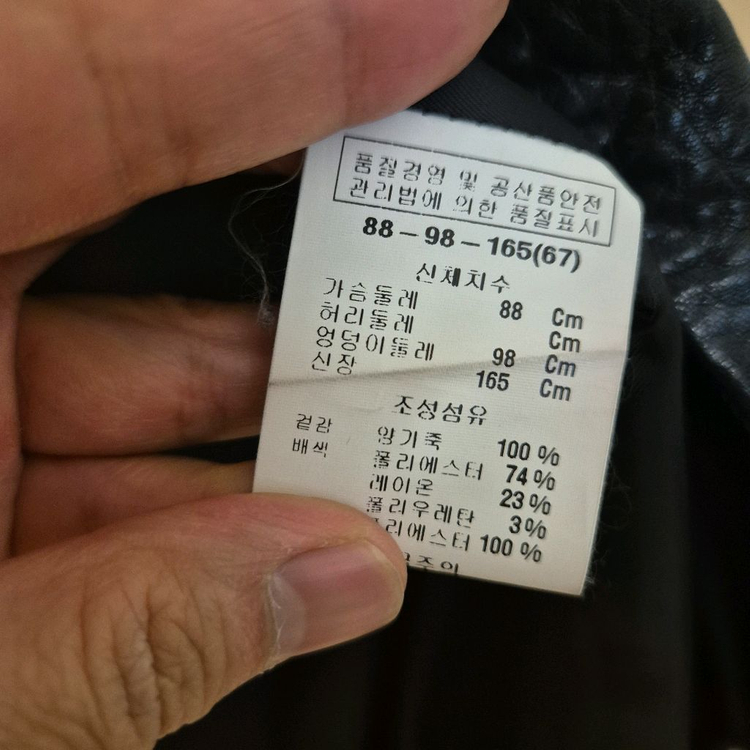 품질경영 및 공산품안전
관리법에 의한 품질표시
88-98-165(67)
신체치수
가슴둘레 88 Cm
허리둘레 Cm
엉덩이둘레 98 Cm
신장 165 Cm
조성섬유
겉감 양가죽 100 %
배색 폴리에스터 74 %
레이온 23 %
폴리우레탄 3 %
리에스터 100 %
주의